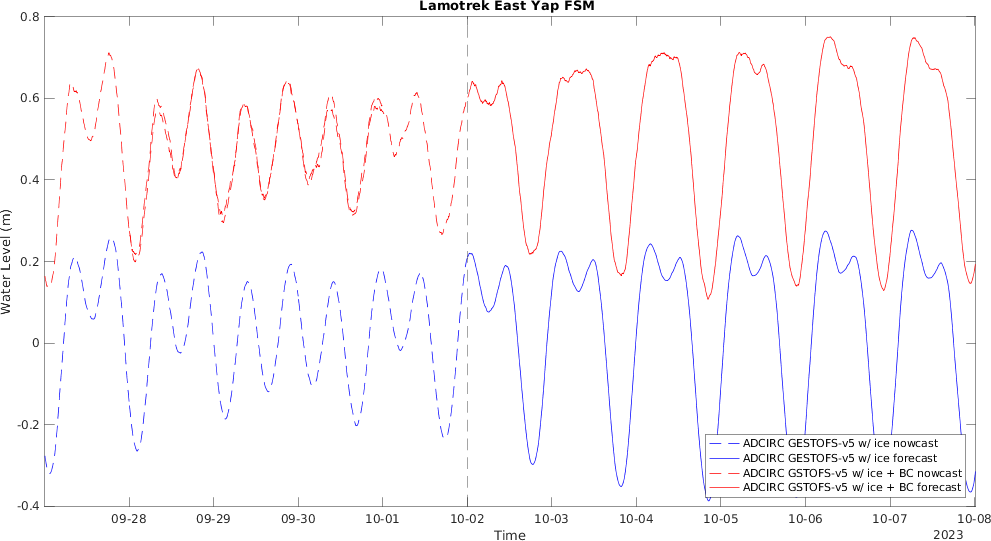 Lamotrek East Yap FSM
0.8
0.6
0.4
0.2
0
-0.2
-0.4
Water Level (m)
ADCIRC GESTOFS-v5 w/ ice nowcast
ADCIRC GESTOFS-v5 w/ ice forecast
ADCIRC GSTOFS-v5 w/ ice + BC nowcast
ADCIRC GSTOFS-v5 w/ ice + BC forecast
09-28 09-29 09-30 10-01 10-02 10-03 10-04 10-05 10-06 10-07 10-08
Time
2023